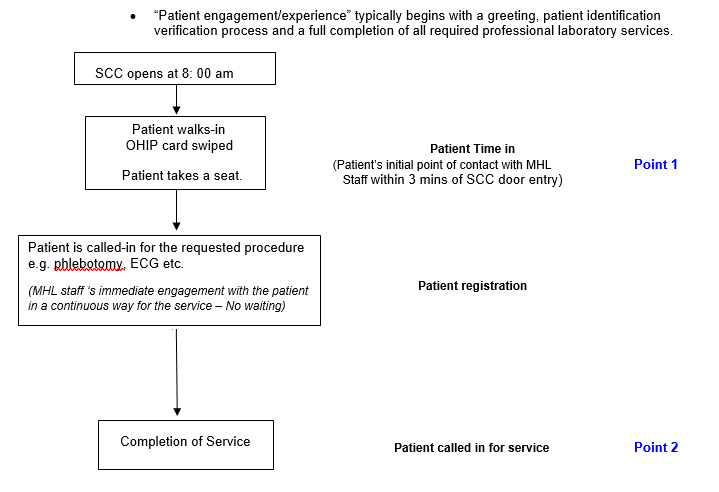 • “Patient engagement/experience” typically begins with a greeting, patient identification
verification process and a full completion of all required professional laboratory services.
SCC opens at 8: 00 am
Patient walks-in
OHIP card swiped
Patient takes a seat.
Patient Time in
(Patient’s initial point of contact with MHL
Staff within 3 mins of SCC door entry)
Point 1
Patient is called-in for the requested procedure
e.g. phlebotomy, ECG etc.
(MHL staff ‘s immediate engagement with the patient
in a continuous way for the service – No waiting)
Patient registration
Completion of Service
Patient called in for service
Point 2